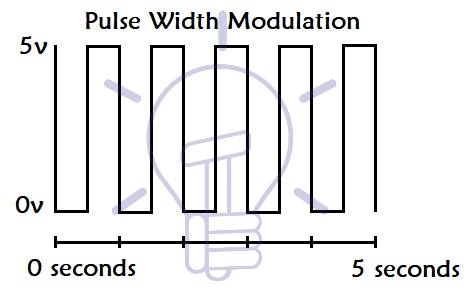 Pulse Width Modulation
5v
0v
0 seconds
5 seconds